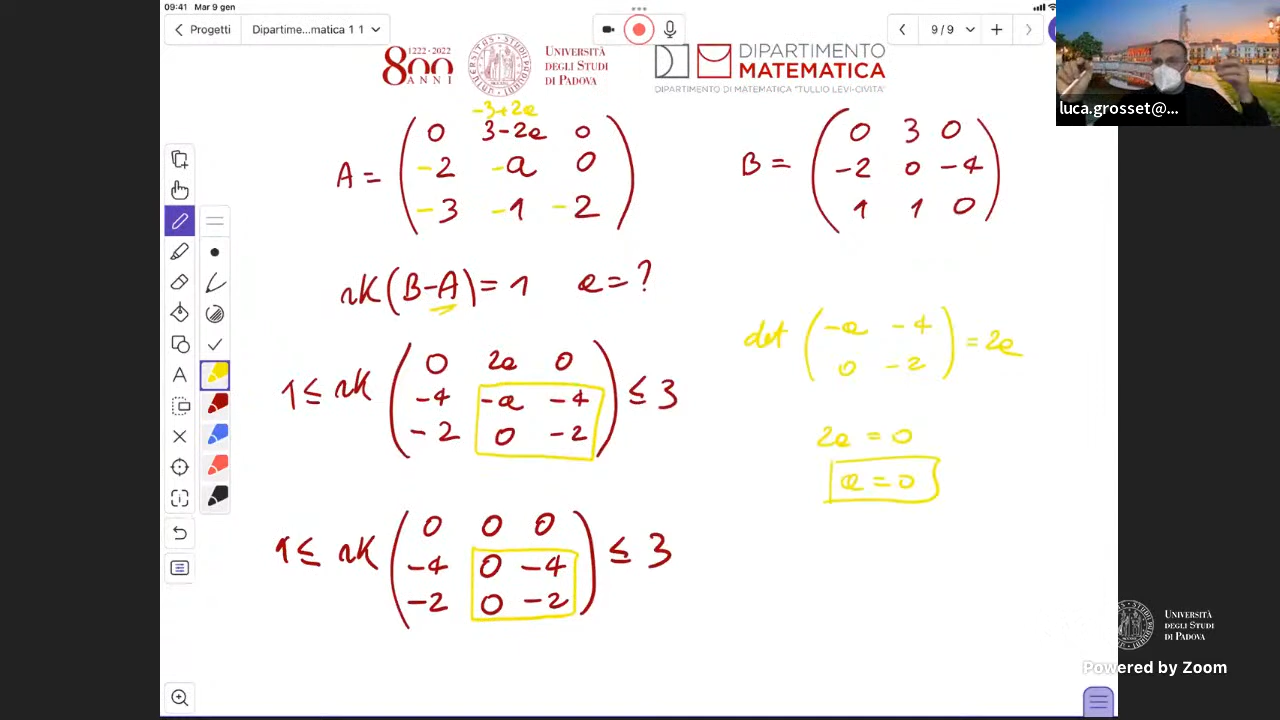 09:41 Mar 9 gen
Progetti
Dipartime...matica 1 1
9/9
1222·2022
800
ANNI
UNIVERSITÀ
DEGLI STUDI
DI PADOVA
DIPARTIMENTO
MATEMATICA
DIPARTIMENTO DI MATEMATICA "TULLIO LEVI-CIVITA"
luca.grosset@...
-3+2a
A = ( 0 3-2a 0
-2 -a 0
-3 -1 -2 )
B = ( 0 3 0
-2 0 -4
1 1 0 )
rk(B-A) = 1 a = ?
1 ≤ rk ( 0 2a 0
-4 -a -4
-2 0 -2 ) ≤ 3
det ( -a -4
0 -2 ) = 2a
2a = 0
a = 0
1 ≤ rk ( 0 0 0
-4 0 -4
-2 0 -2 ) ≤ 3
UNIVERSITÀ
DEGLI STUDI
DI PADOVA
Powered by Zoom